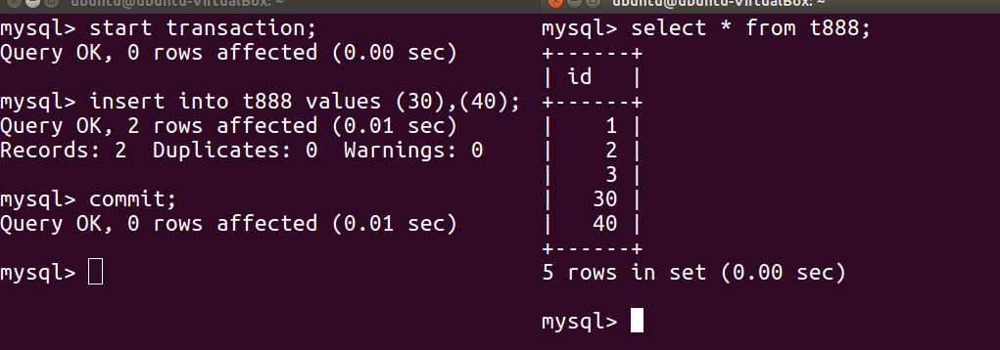 ubuntu@ubuntu-VirtualBox: ~
mysql> start transaction;
Query OK, 0 rows affected (0.00 sec)
mysql> insert into t888 values (30),(40);
Query OK, 2 rows affected (0.01 sec)
Records: 2  Duplicates: 0  Warnings: 0
mysql> commit;
Query OK, 0 rows affected (0.01 sec)
mysql>
ubuntu@ubuntu-VirtualBox: ~
mysql> select * from t888;
+------+
| id   |
+------+
|    1 |
|    2 |
|    3 |
|   30 |
|   40 |
+------+
5 rows in set (0.00 sec)
mysql>